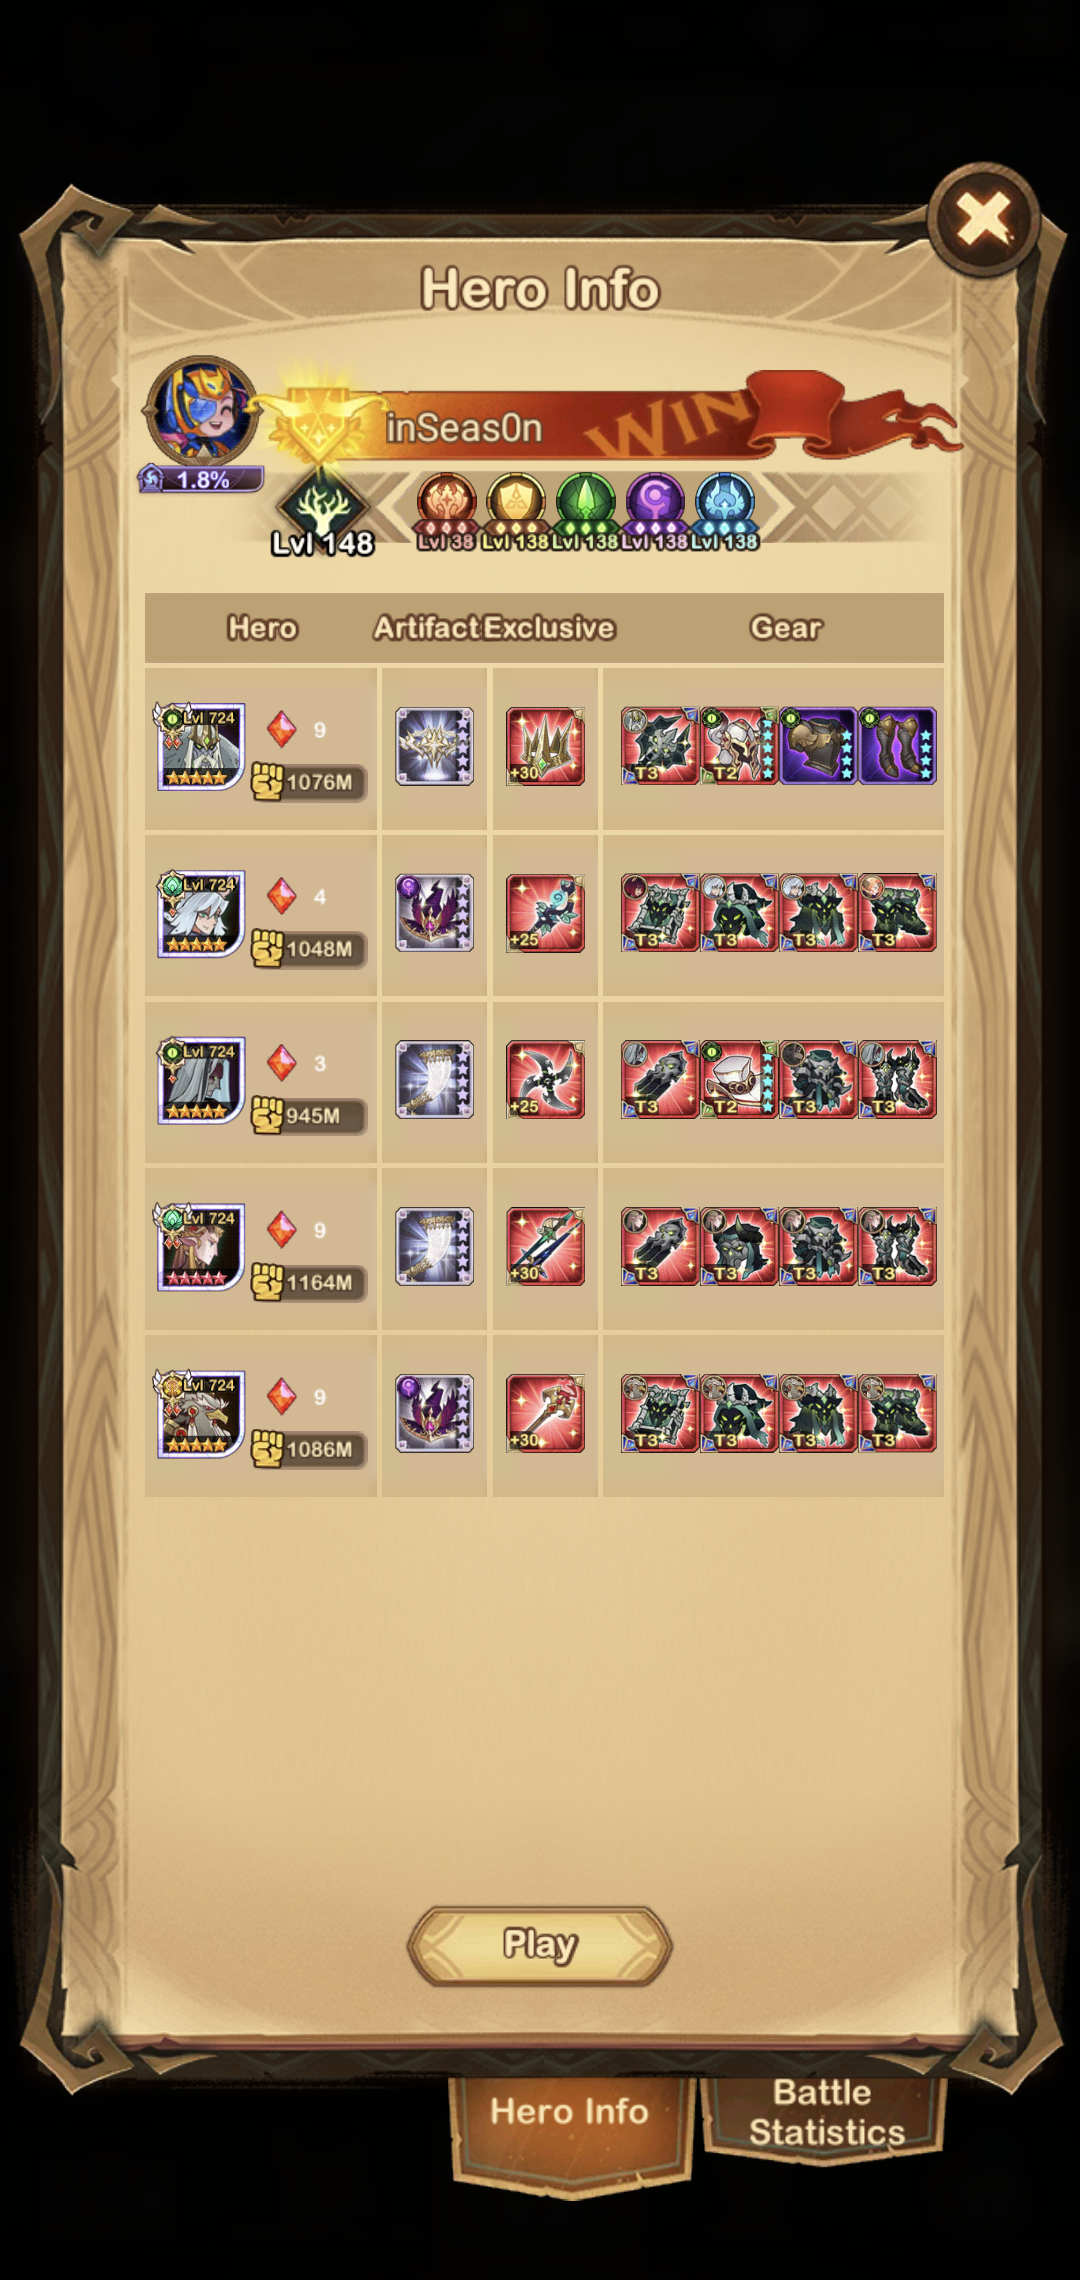 Hero Info
inSeas0n
WIN
1.8%
Lvl 148
Lvl 38 Lvl 138 Lvl 138 Lvl 138 Lvl 138
Hero Artifact Exclusive Gear
Lvl 724
9
1076M
+30
T3 T2
Lvl 724
4
1048M
+25
T3 T3 T3 T3
Lvl 724
3
945M
+25
T3 T2 T3 T3
Lvl 724
9
1164M
+30
T3 T3 T3 T3
Lvl 724
9
1086M
+30
T3 T3 T3 T3
Play
Hero Info
Battle
Statistics